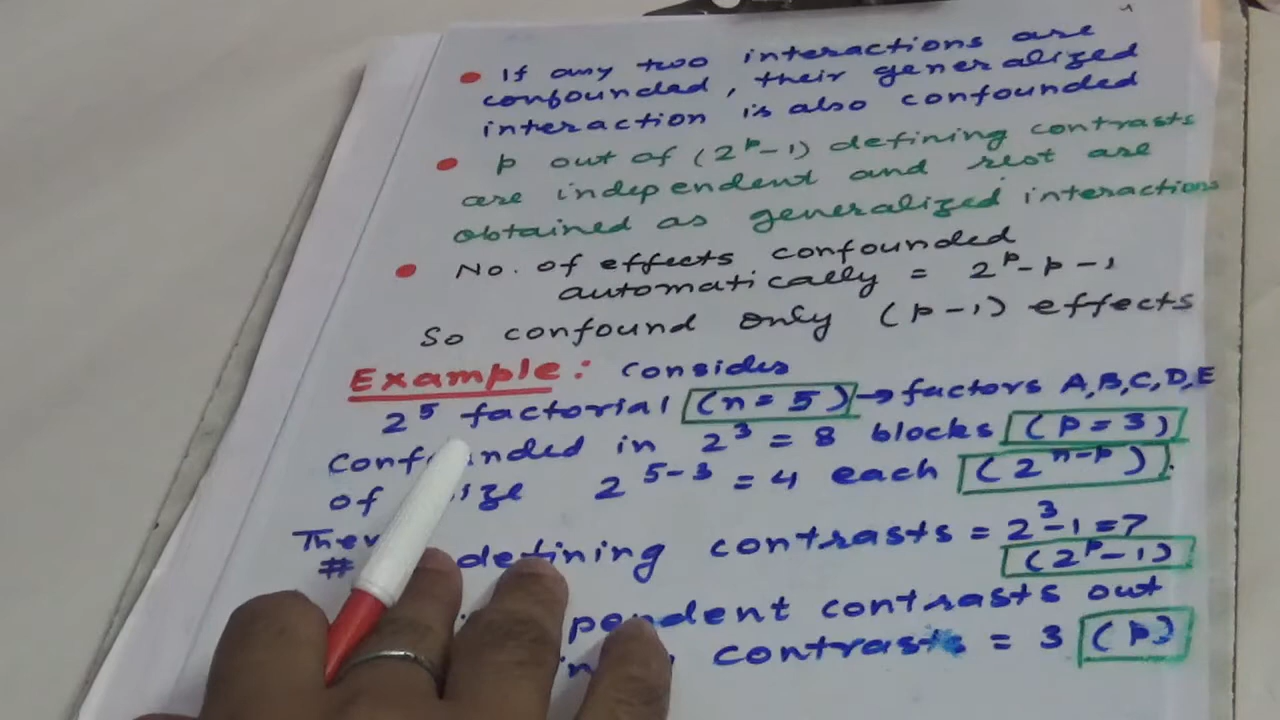 • If any two interactions are
confounded, their generalized
interaction is also confounded
• p out of (2^p-1) defining contrasts
are independent and rest are
obtained as generalized interactions
• No. of effects confounded
automatically = 2^p-p-1
So confound only (p-1) effects
Example: Consider
2^5 factorial (n = 5) → factors A,B,C,D,E
in 2^3 = 8 blocks (p = 3)
of 2^5-3 = 4 each (2^n-p).
# defining contrasts = 2^3-1=7
(2^p-1)
contrasts out
contrasts = 3 (p)